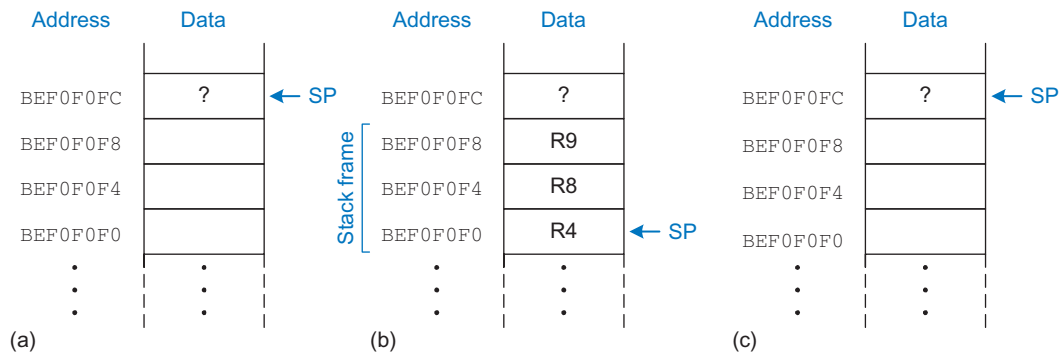 Address Data
BEF0F0FC ? SP
BEF0F0F8
BEF0F0F4
BEF0F0F0
(a)
Address Data
BEF0F0FC ?
Stack frame
BEF0F0F8 R9
BEF0F0F4 R8
BEF0F0F0 R4 SP
(b)
Address Data
BEF0F0FC ? SP
BEF0F0F8
BEF0F0F4
BEF0F0F0
(c)